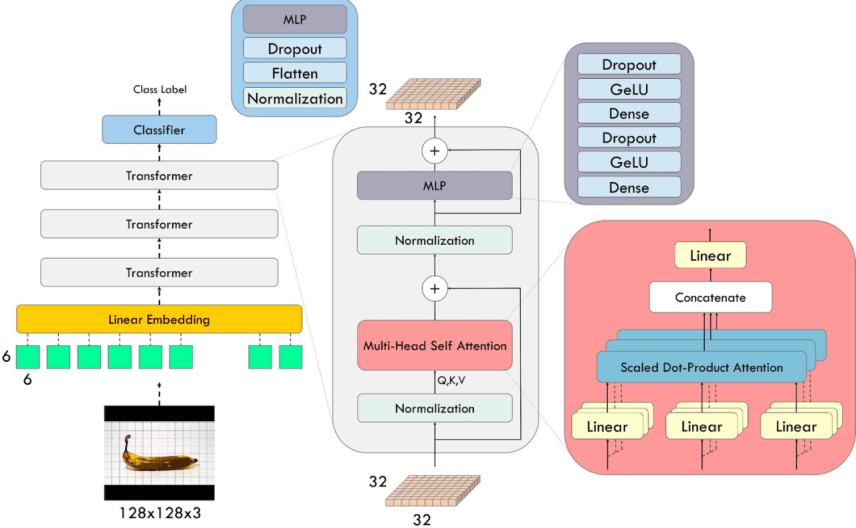 MLP
Dropout
Flatten
Normalization
Class Label
Classifier
Transformer
Transformer
Transformer
Linear Embedding
6
6
128x128x3
32
32
+
MLP
Normalization
+
Multi-Head Self Attention
Q,K,V
Normalization
32
32
Dropout
GeLU
Dense
Dropout
GeLU
Dense
Linear
Concatenate
Scaled Dot-Product Attention
Linear Linear Linear